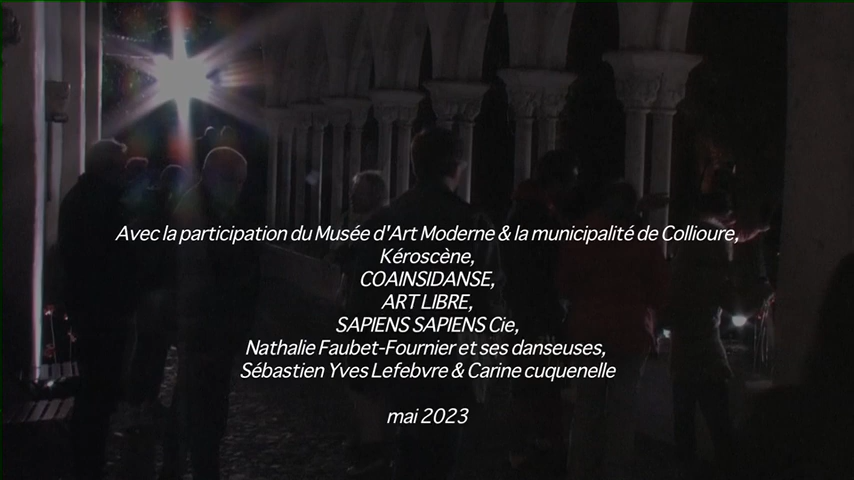 Avec la participation du Musée d'Art Moderne & la municipalité de Collioure,
Kéroscène,
COAINSIDANSE,
ART LIBRE,
SAPIENS SAPIENS Cie,
Nathalie Faubet-Fournier et ses danseuses,
Sébastien Yves Lefebvre & Carine cuquenelle
mai 2023